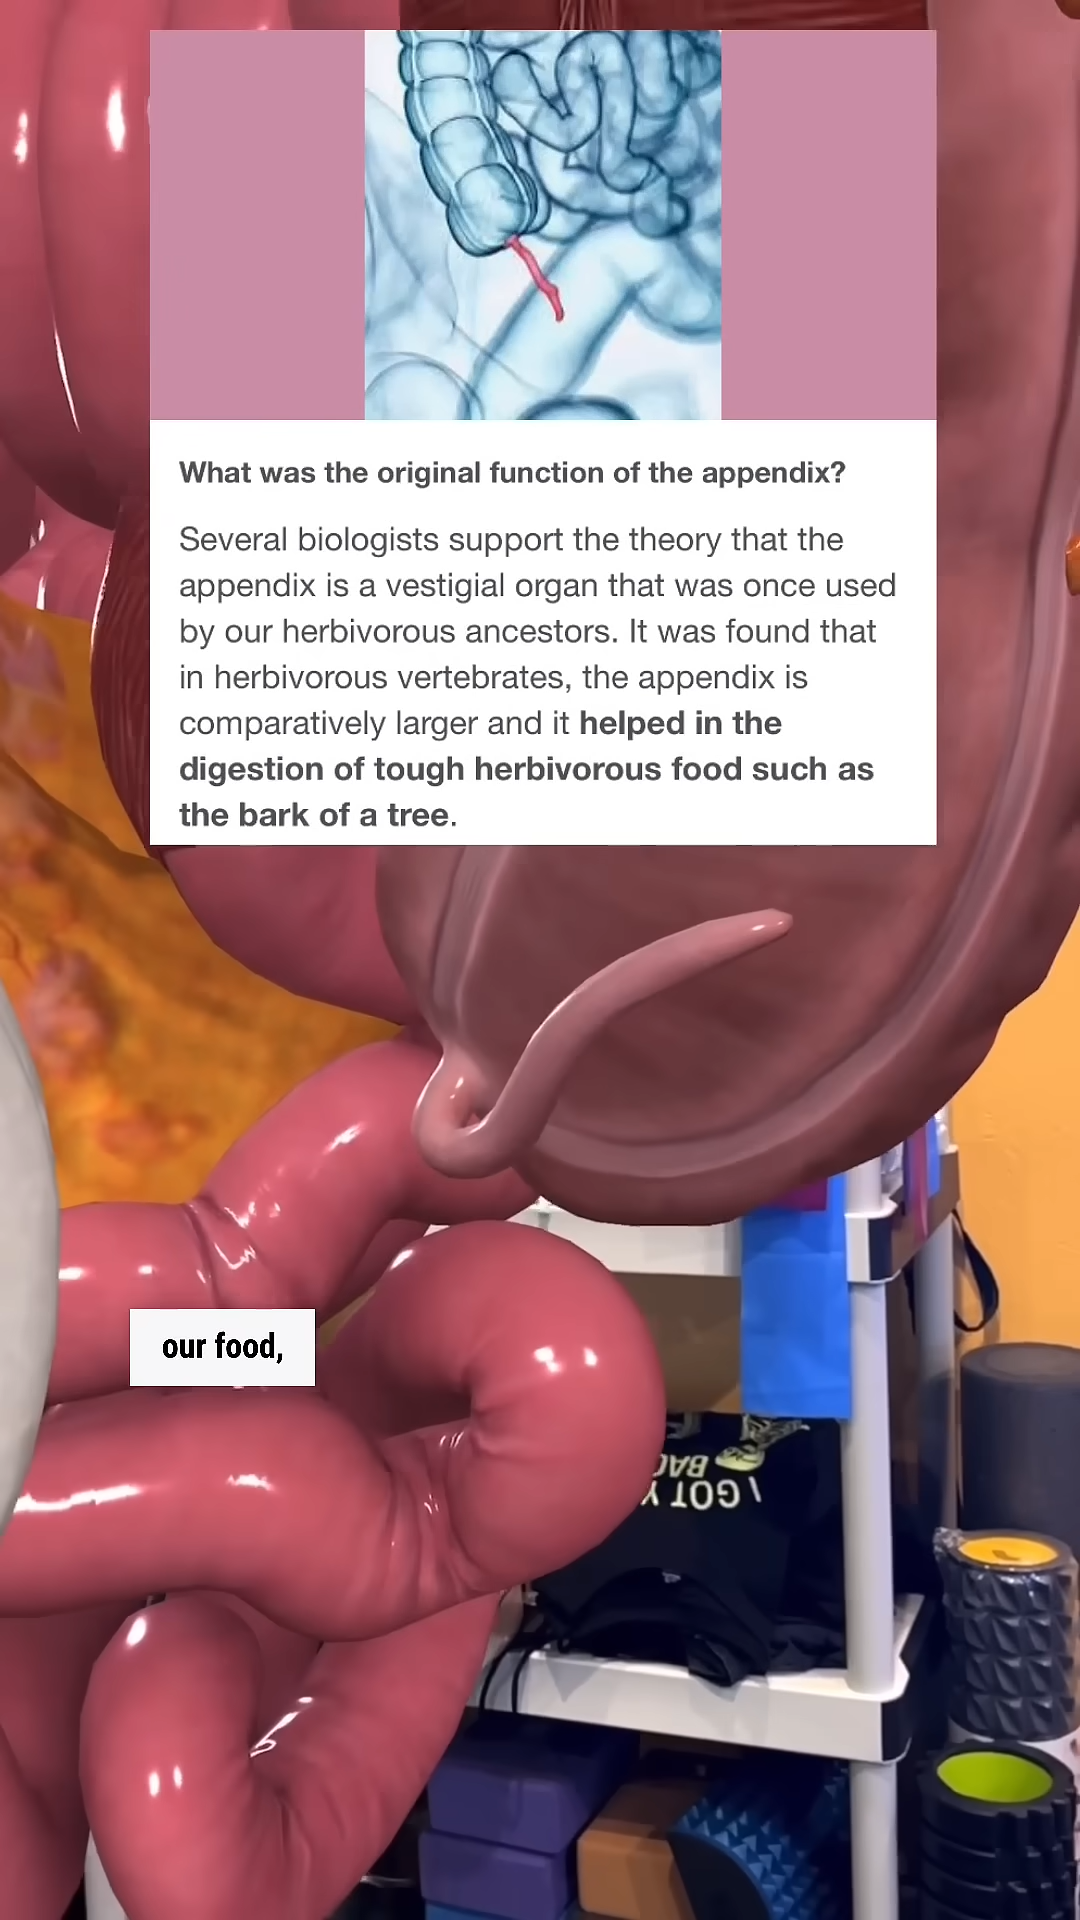 What was the original function of the appendix?
Several biologists support the theory that the
appendix is a vestigial organ that was once used
by our herbivorous ancestors. It was found that
in herbivorous vertebrates, the appendix is
comparatively larger and it helped in the
digestion of tough herbivorous food such as
the bark of a tree.
our food,
I GOT